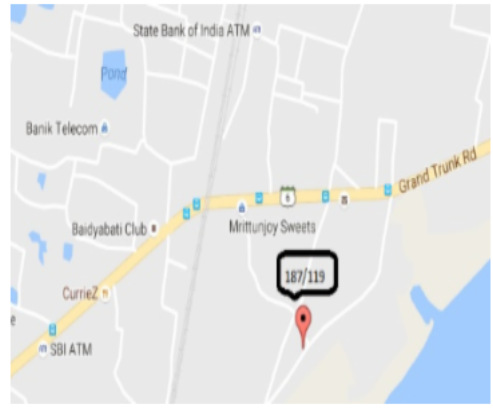 State Bank of India ATM
Pond
Banik Telecom
Grand Trunk Rd
6
Baidyabati Club
Mrittunjoy Sweets
187/119
CurrieZ
e
SBI ATM